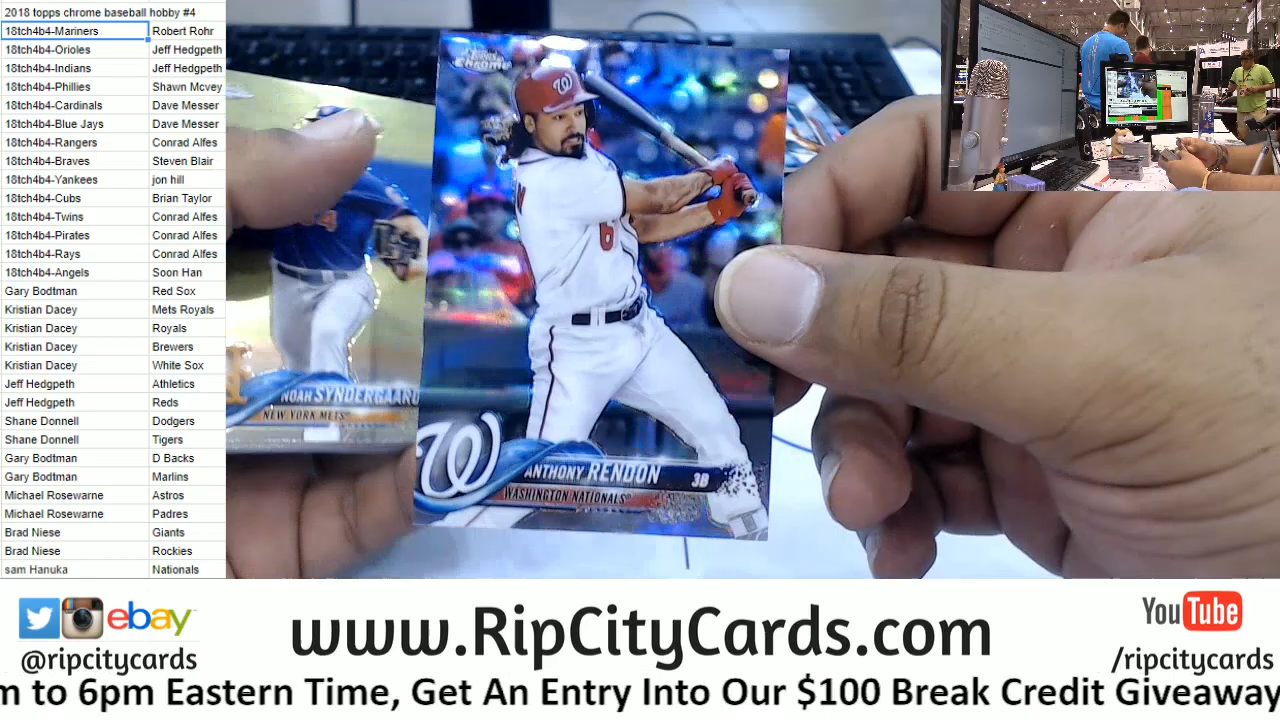 2018 topps chrome baseball hobby #4
18tch4b4-Mariners Robert Rohr
18tch4b4-Orioles Jeff Hedgpeth
18tch4b4-Indians Jeff Hedgpeth
18tch4b4-Phillies Shawn Mcvey
18tch4b4-Cardinals Dave Messer
18tch4b4-Blue Jays Dave Messer
18tch4b4-Rangers Conrad Alfes
18tch4b4-Braves Steven Blair
18tch4b4-Yankees jon hill
18tch4b4-Cubs Brian Taylor
18tch4b4-Twins Conrad Alfes
18tch4b4-Pirates Conrad Alfes
18tch4b4-Rays Conrad Alfes
18tch4b4-Angels Soon Han
Gary Bodtman Red Sox
Kristian Dacey Mets Royals
Kristian Dacey Royals
Kristian Dacey Brewers
Kristian Dacey White Sox
Jeff Hedgpeth Athletics
Jeff Hedgpeth Reds
Shane Donnell Dodgers
Shane Donnell Tigers
Gary Bodtman D Backs
Gary Bodtman Marlins
Michael Rosewarne Astros
Michael Rosewarne Padres
Brad Niese Giants
Brad Niese Rockies
sam Hanuka Nationals
Topps Chrome
W
6
W
ANTHONY RENDON 3B
WASHINGTON NATIONALS
NOAH SYNDERGAARD
NEW YORK METS
ebay
@ripcitycards
www.RipCityCards.com
YouTube
/ripcitycards
m to 6pm Eastern Time, Get An Entry Into Our $100 Break Credit Giveaway